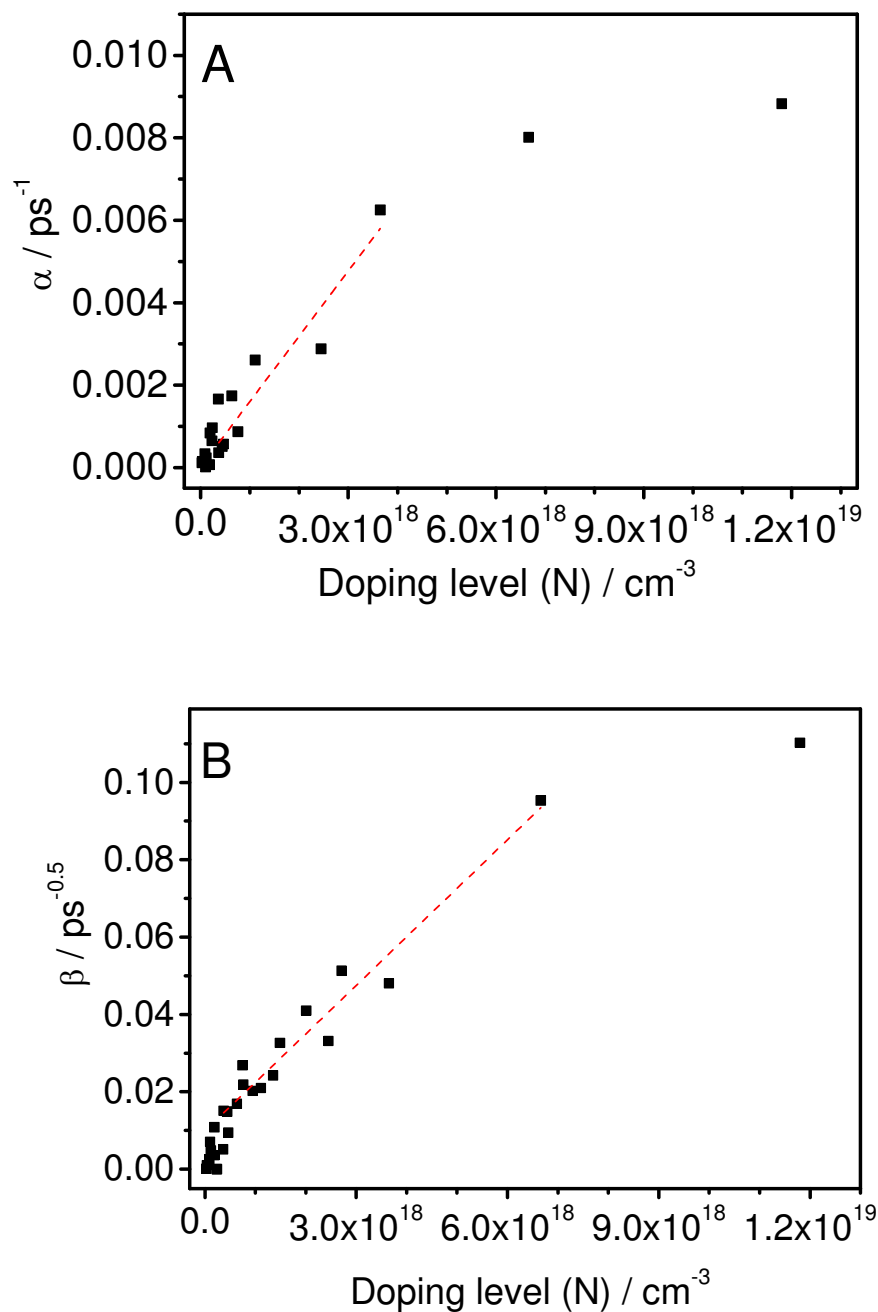 A
0.010
0.008
0.006
0.004
0.002
0.000
α / ps⁻¹
0.0 3.0x10¹⁸ 6.0x10¹⁸ 9.0x10¹⁸ 1.2x10¹⁹
Doping level (N) / cm⁻³
B
0.10
0.08
0.06
0.04
0.02
0.00
β / ps⁻⁰·⁵
0.0 3.0x10¹⁸ 6.0x10¹⁸ 9.0x10¹⁸ 1.2x10¹⁹
Doping level (N) / cm⁻³